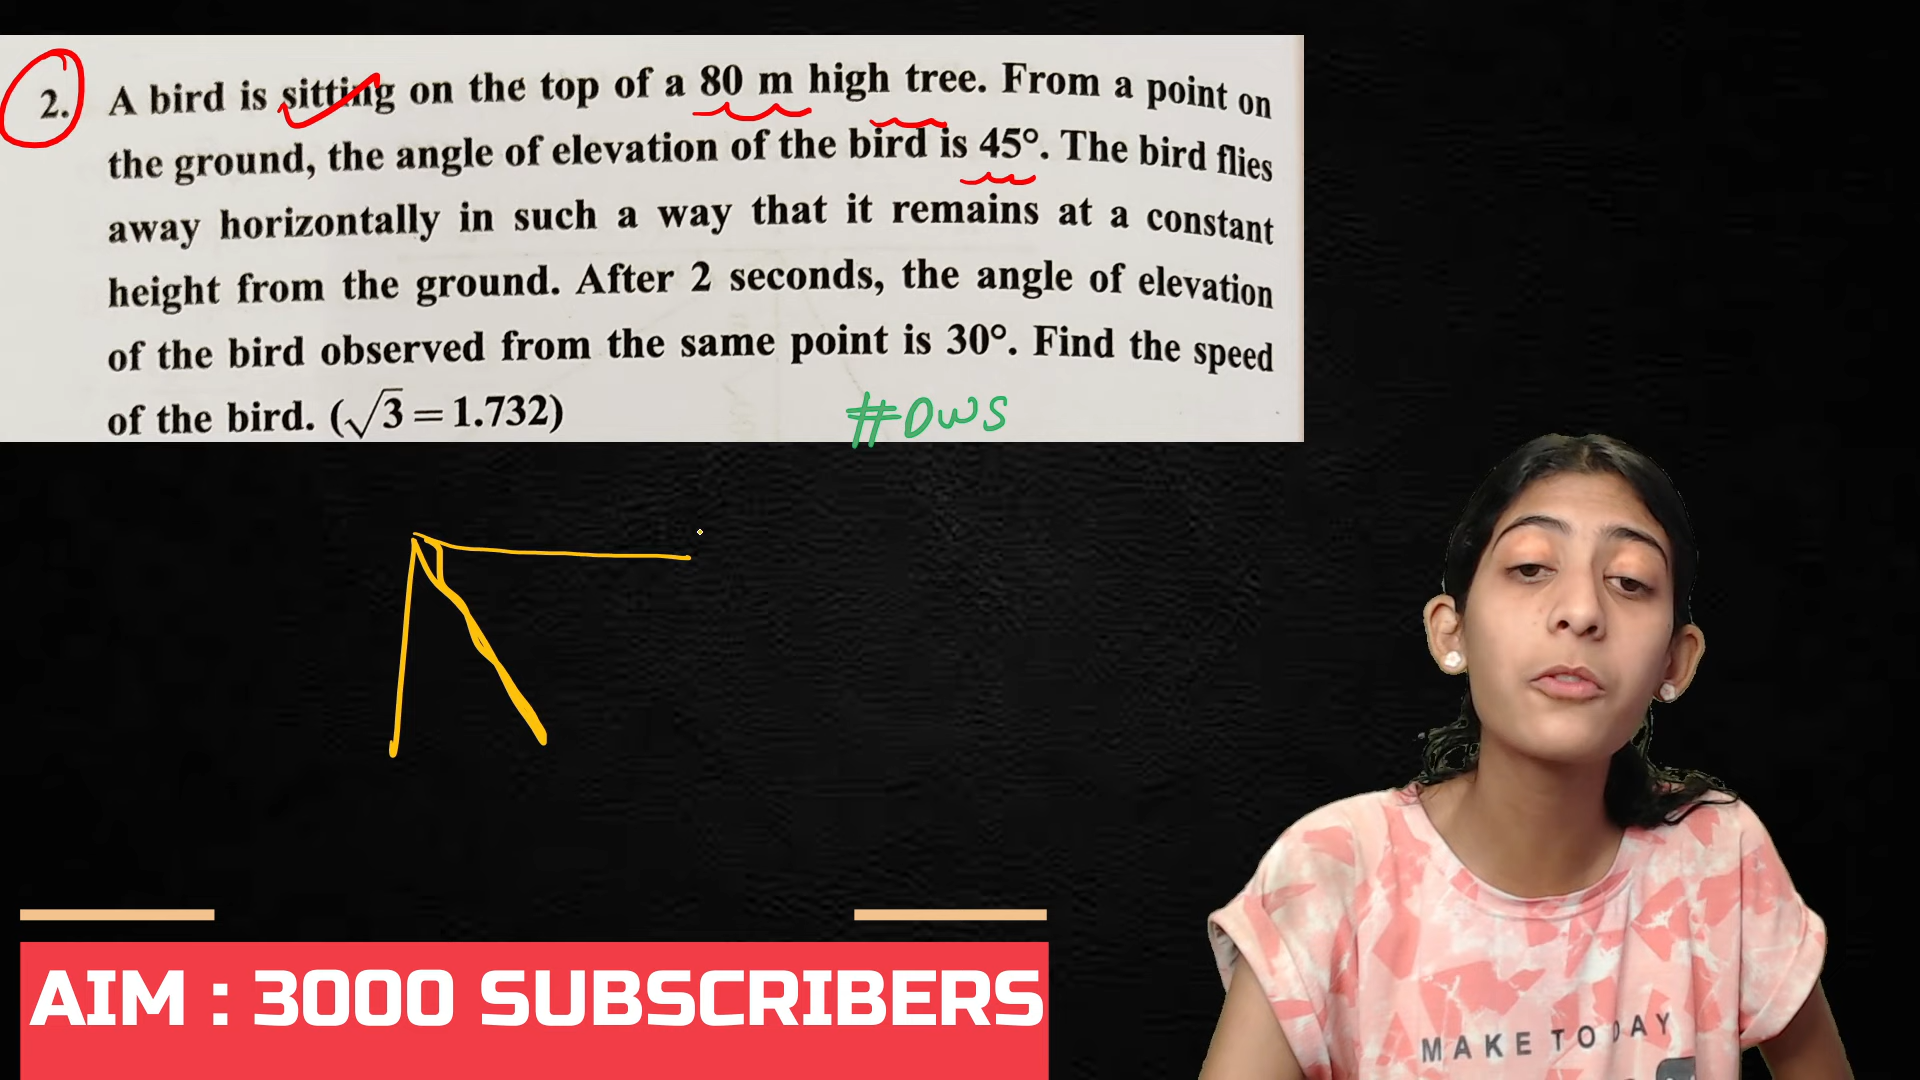 2. A bird is sitting on the top of a 80 m high tree. From a point on
the ground, the angle of elevation of the bird is 45°. The bird flies
away horizontally in such a way that it remains at a constant
height from the ground. After 2 seconds, the angle of elevation
of the bird observed from the same point is 30°. Find the speed
of the bird. (√3 = 1.732)
#OWS
AIM : 3000 SUBSCRIBERS
MAKE TODAY